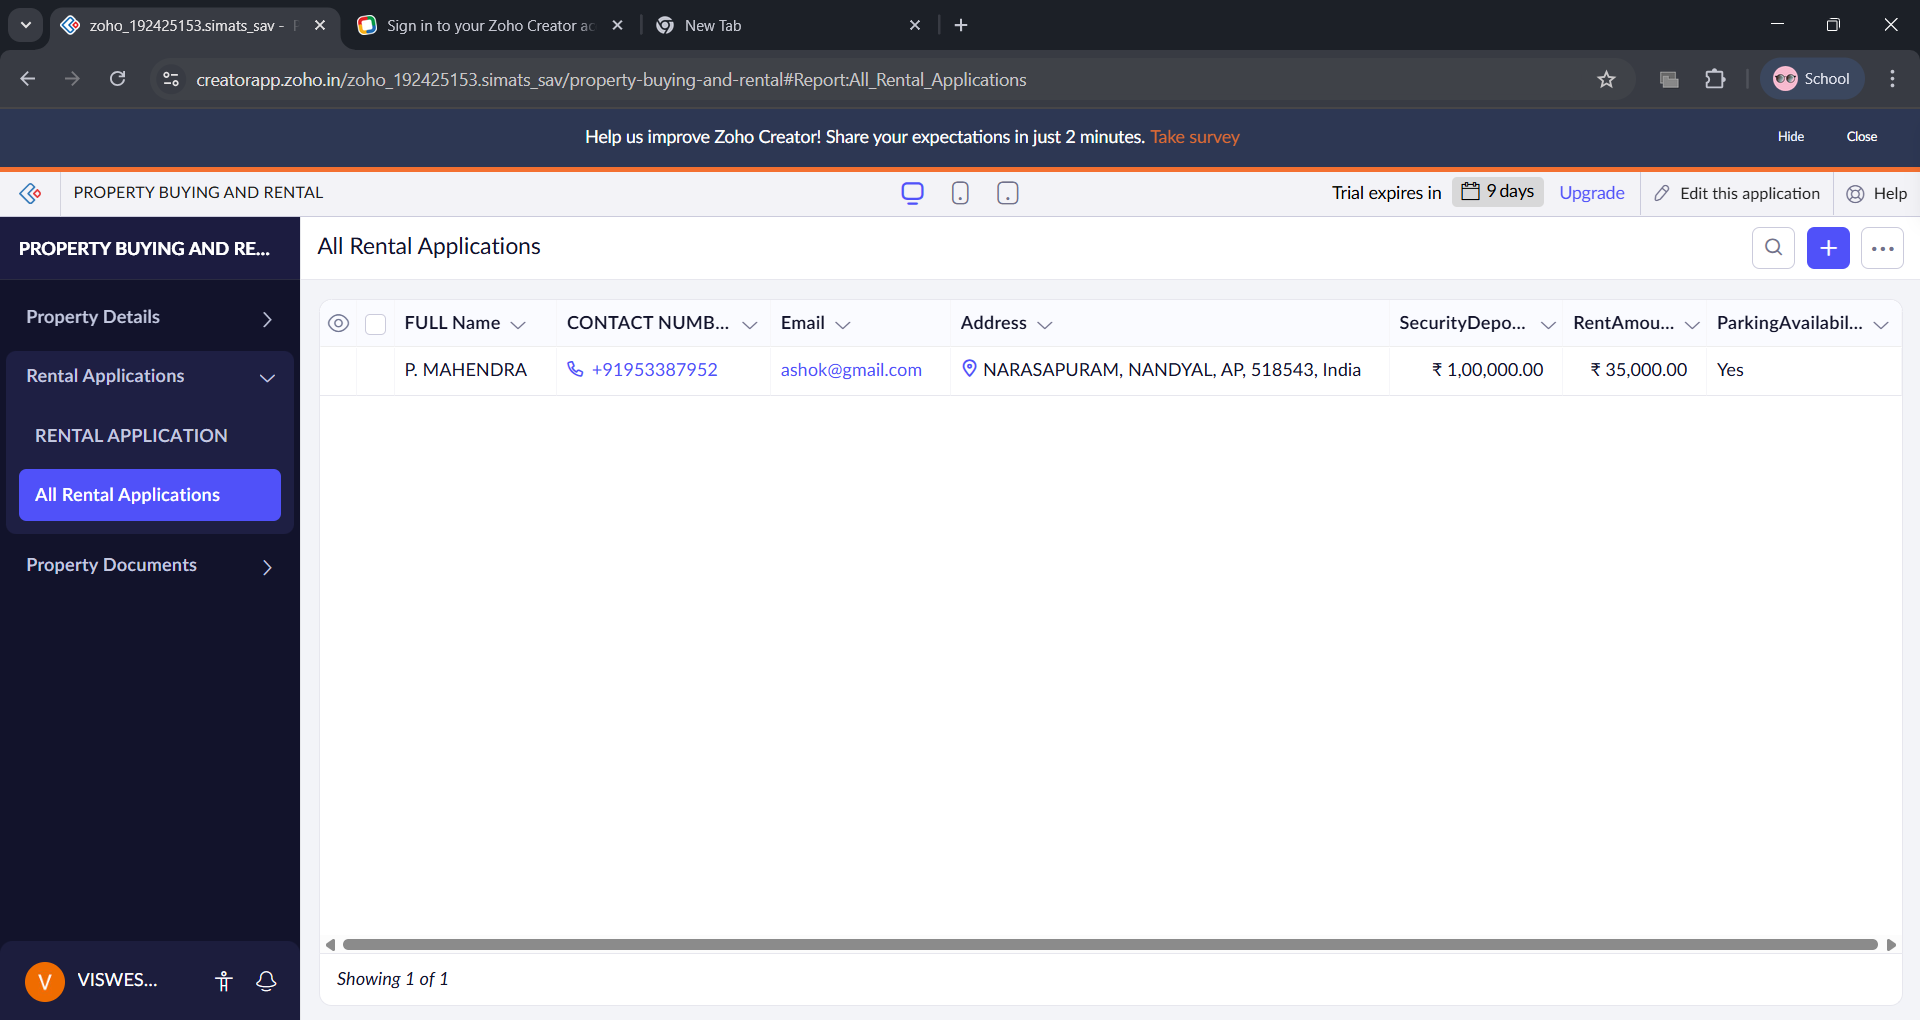 zoho_192425153.simats_sav -
Sign in to your Zoho Creator ac
New Tab
creatorapp.zoho.in/zoho_192425153.simats_sav/property-buying-and-rental#Report:All_Rental_Applications
School
Help us improve Zoho Creator! Share your expectations in just 2 minutes. Take survey
Hide
Close
PROPERTY BUYING AND RENTAL
Trial expires in
9 days
Upgrade
Edit this application
Help
PROPERTY BUYING AND RE...
Property Details
Rental Applications
RENTAL APPLICATION
All Rental Applications
Property Documents
VISWES...
V
All Rental Applications
FULL Name
CONTACT NUMB...
Email
Address
SecurityDepo...
RentAmou...
ParkingAvailabil...
P. MAHENDRA
+91953387952
ashok@gmail.com
NARASAPURAM, NANDYAL, AP, 518543, India
₹ 1,00,000.00
₹ 35,000.00
Yes
Showing 1 of 1